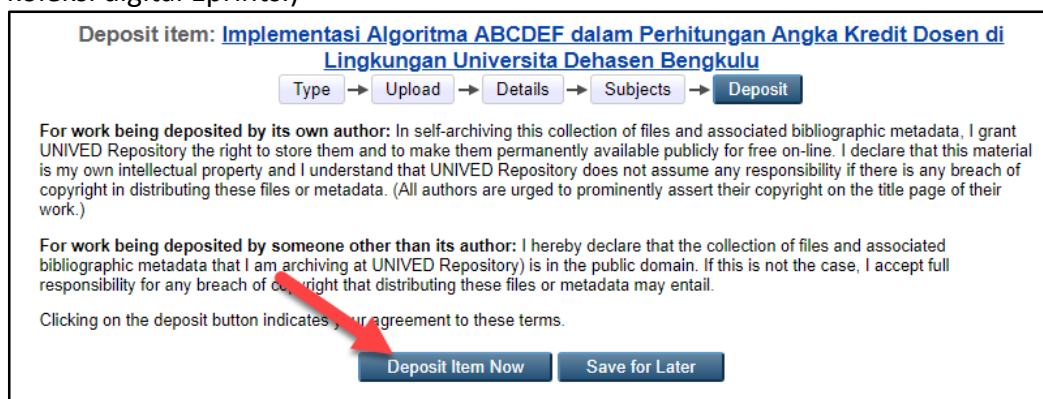 koleksi digital Eprints.)
Deposit item: Implementasi Algoritma ABCDEF dalam Perhitungan Angka Kredit Dosen di
Lingkungan Universita Dehasen Bengkulu
Type → Upload → Details → Subjects → Deposit
For work being deposited by its own author: In self-archiving this collection of files and associated bibliographic metadata, I grant
UNIVED Repository the right to store them and to make them permanently available publicly for free on-line. I declare that this material
is my own intellectual property and I understand that UNIVED Repository does not assume any responsibility if there is any breach of
copyright in distributing these files or metadata. (All authors are urged to prominently assert their copyright on the title page of their
work.)
For work being deposited by someone other than its author: I hereby declare that the collection of files and associated
bibliographic metadata that I am archiving at UNIVED Repository) is in the public domain. If this is not the case, I accept full
responsibility for any breach of copyright that distributing these files or metadata may entail.
Clicking on the deposit button indicates your agreement to these terms.
Deposit Item Now Save for Later